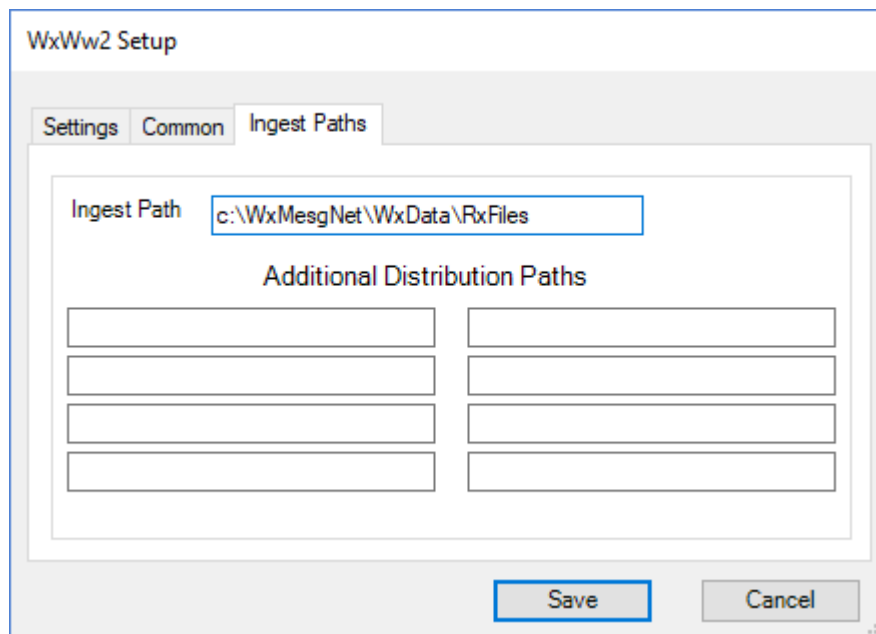 WxWw2 Setup
Settings Common Ingest Paths
Ingest Path c:\WxMesgNet\WxData\RxFiles
Additional Distribution Paths
Save Cancel